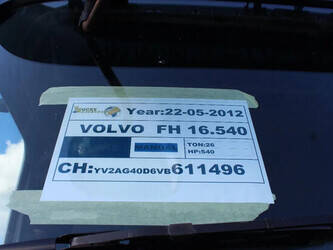 Year:22-05-2012
VOLVO FH 16.540
MANUAL
TON:26
HP:540
CH:YV2AG40D6VB611496